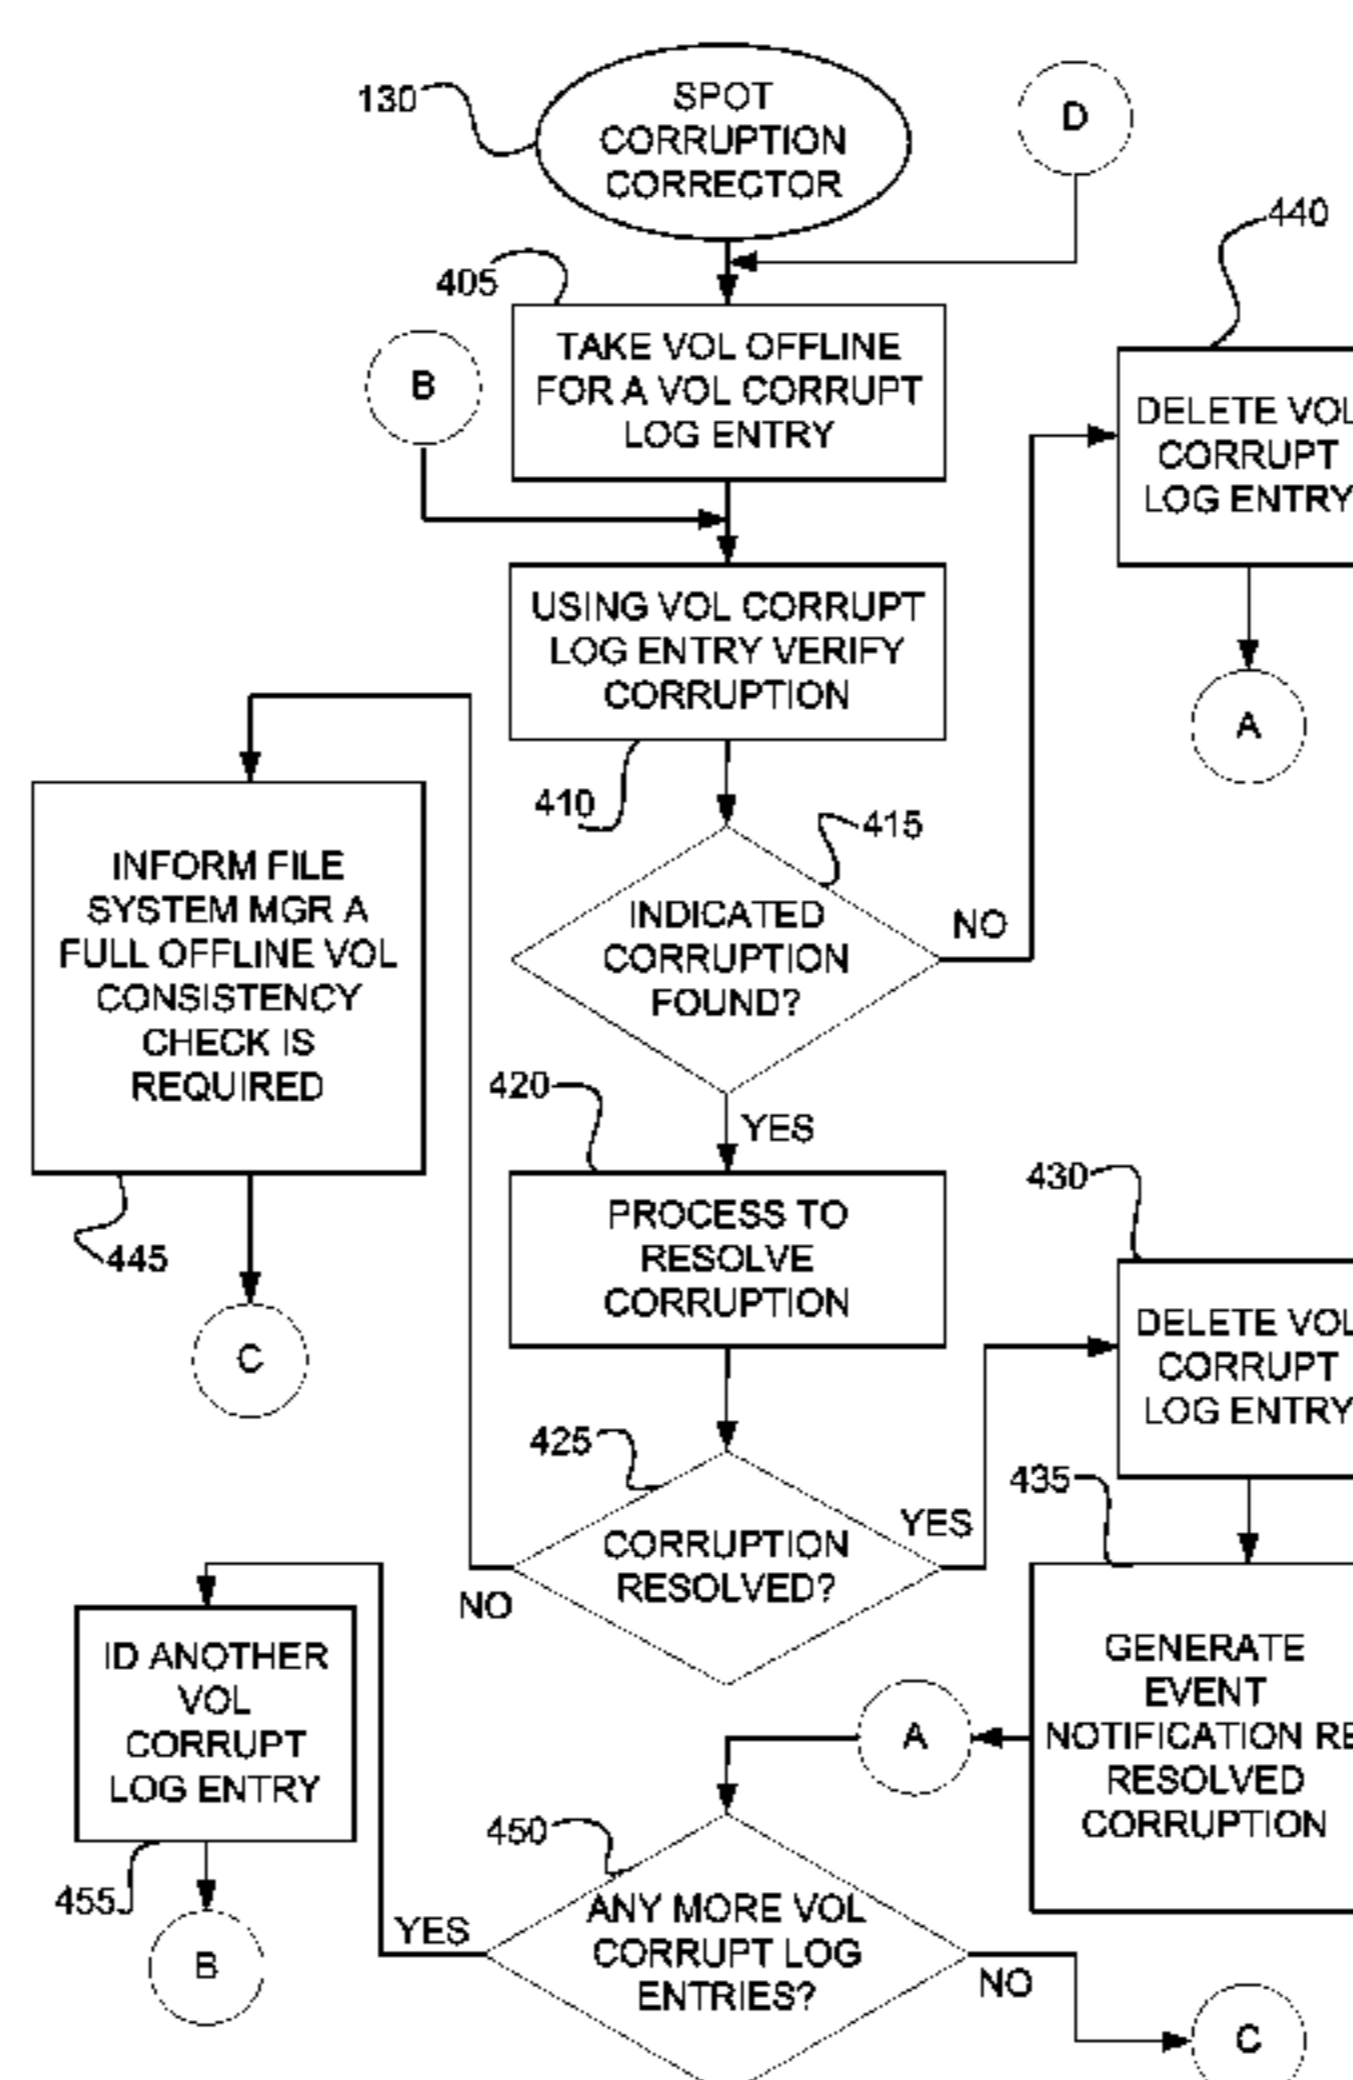 130
SPOT
CORRUPTION
CORRECTOR
D
440
405
TAKE VOL OFFLINE
FOR A VOL CORRUPT
LOG ENTRY
B
DELETE VOL
CORRUPT
LOG ENTRY
USING VOL CORRUPT
LOG ENTRY VERIFY
CORRUPTION
A
410
415
INFORM FILE
SYSTEM MGR A
FULL OFFLINE VOL
CONSISTENCY
CHECK IS
REQUIRED
INDICATED
CORRUPTION
FOUND?
NO
420
YES
430
PROCESS TO
RESOLVE
CORRUPTION
445
C
DELETE VOL
CORRUPT
LOG ENTRY
425
435
YES
CORRUPTION
RESOLVED?
NO
ID ANOTHER
VOL
CORRUPT
LOG ENTRY
GENERATE
EVENT
NOTIFICATION RE
RESOLVED
CORRUPTION
A
450
455
YES
ANY MORE VOL
CORRUPT LOG
ENTRIES?
NO
B
C